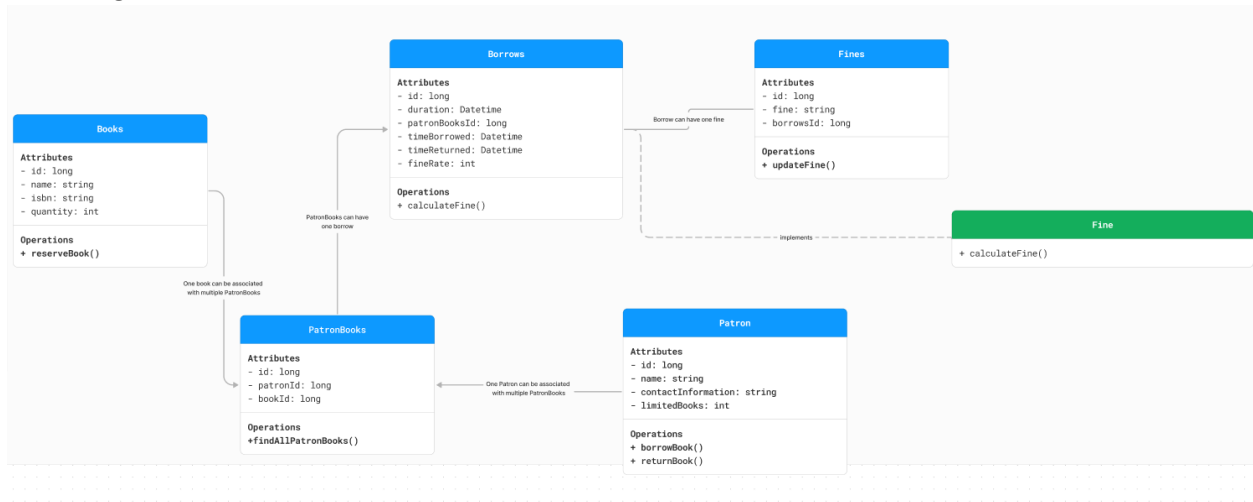 Borrows
Attributes
- id: long
- duration: Datetime
- patronBooksId: long
- timeBorrowed: Datetime
- timeReturned: Datetime
- fineRate: int
Operations
+ calculateFine()
Fines
Attributes
- id: long
- fine: string
- borrowsId: long
Operations
+ updateFine()
Borrow can have one fine
Books
Attributes
- id: long
- name: string
- isbn: string
- quantity: int
Operations
+ reserveBook()
PatronBooks can have
one borrow
implements
Fine
+ calculateFine()
One book can be associated
with multiple PatronBooks
PatronBooks
Attributes
- id: long
- patronId: long
- bookId: long
Operations
+findAllPatronBooks()
One Patron can be associated
with multiple PatronBooks
Patron
Attributes
- id: long
- name: string
- contactInformation: string
- limitedBooks: int
Operations
+ borrowBook()
+ returnBook()